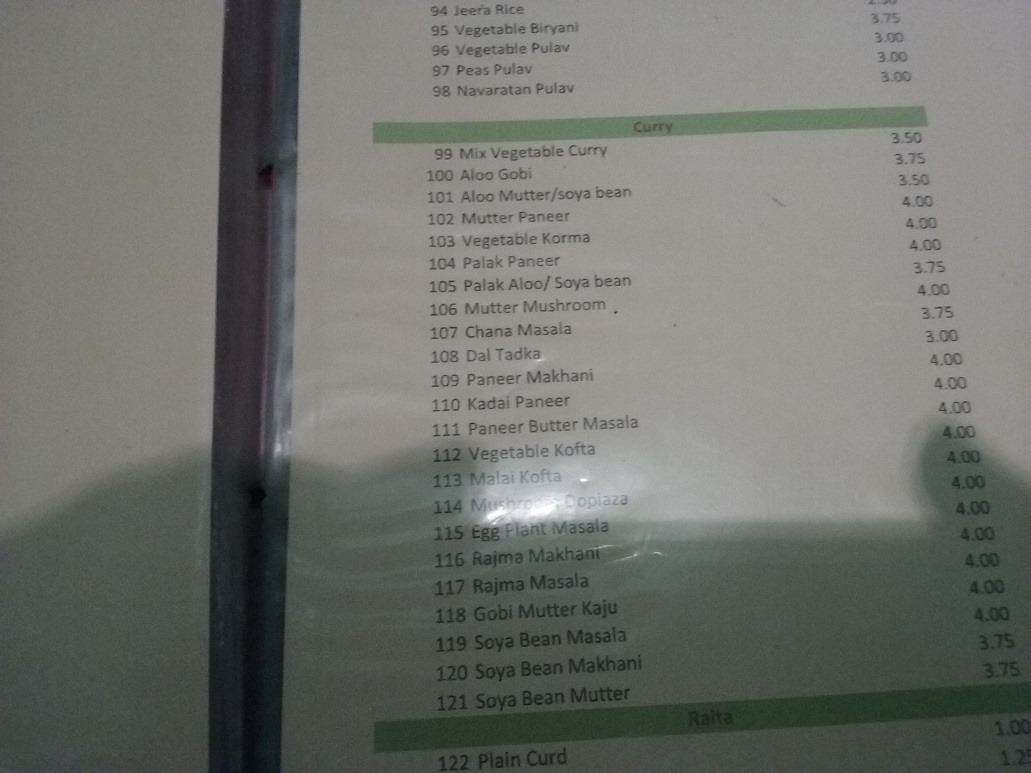 94 Jeera Rice 2.50
95 Vegetable Biryani 3.75
96 Vegetable Pulav 3.00
97 Peas Pulav 3.00
98 Navaratan Pulav 3.00
Curry
99 Mix Vegetable Curry 3.50
100 Aloo Gobi 3.75
101 Aloo Mutter/soya bean 3.50
102 Mutter Paneer 4.00
103 Vegetable Korma 4.00
104 Palak Paneer 4.00
105 Palak Aloo/ Soya bean 3.75
106 Mutter Mushroom 4.00
107 Chana Masala 3.75
108 Dal Tadka 3.00
109 Paneer Makhani 4.00
110 Kadai Paneer 4.00
111 Paneer Butter Masala 4.00
112 Vegetable Kofta 4.00
113 Malai Kofta 4.00
114 Mushroom Dopiaza 4.00
115 Egg Plant Masala 4.00
116 Rajma Makhani 4.00
117 Rajma Masala 4.00
118 Gobi Mutter Kaju 4.00
119 Soya Bean Masala 4.00
120 Soya Bean Makhani 3.75
121 Soya Bean Mutter 3.75
Raita
122 Plain Curd 1.00